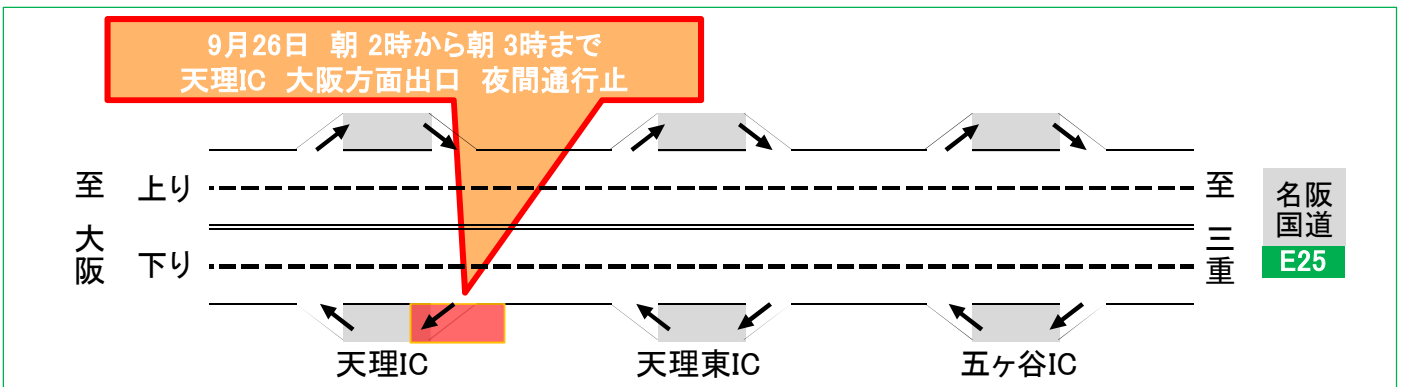 9月26日 朝 2時から朝 3時まで
天理IC 大阪方面出口 夜間通行止
至大阪
上り
下り
至三重
名阪
国道
E25
天理IC
天理東IC
五ヶ谷IC